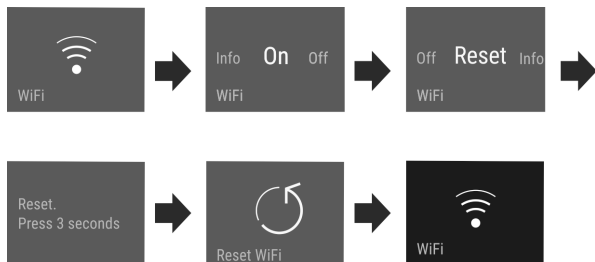 WiFi
Info On Off
WiFi
Off Reset Info
WiFi
Reset.
Press 3 seconds
Reset WiFi
WiFi